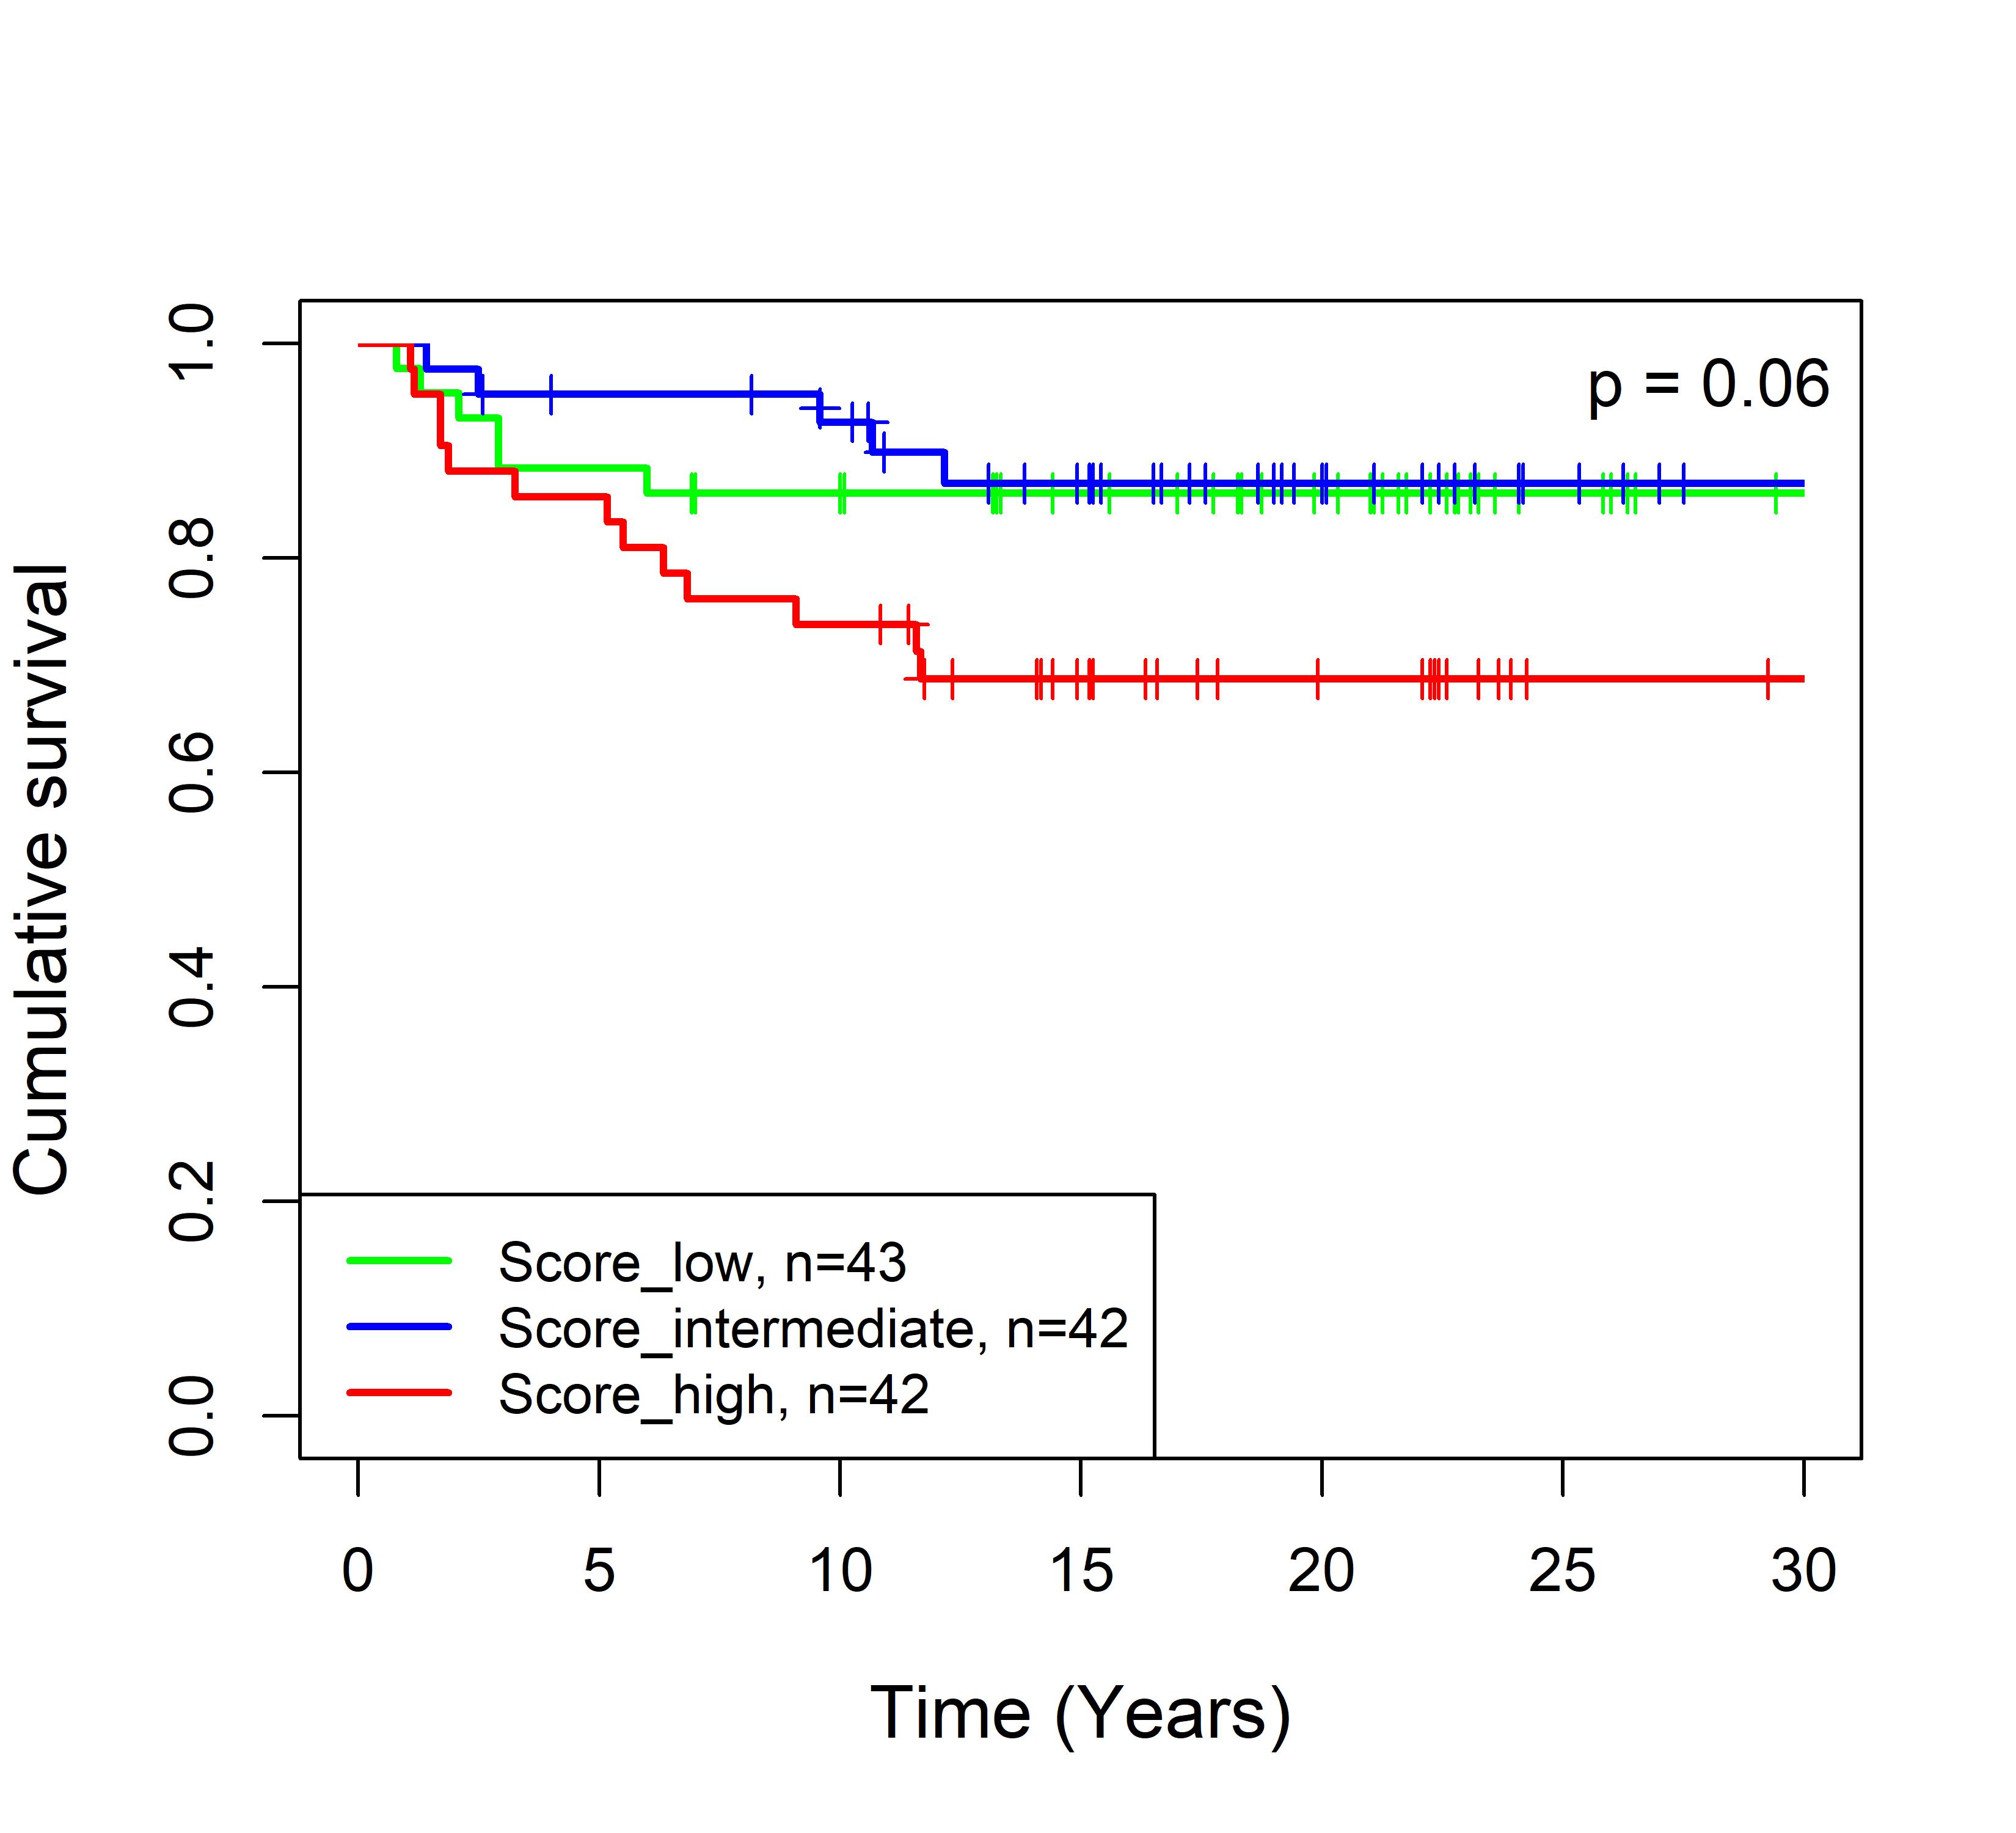 Cumulative survival
1.0
0.8
0.6
0.4
0.2
0.0
p = 0.06
Score_low, n=43
Score_intermediate, n=42
Score_high, n=42
0 5 10 15 20 25 30
Time (Years)